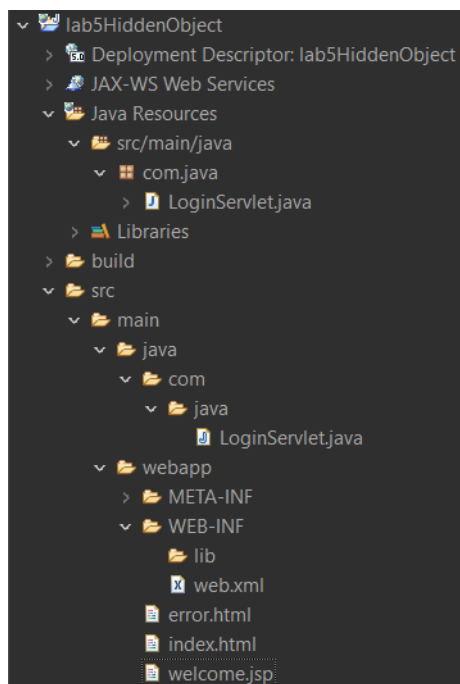 lab5HiddenObject
5.0 Deployment Descriptor: lab5HiddenObject
JAX-WS Web Services
Java Resources
src/main/java
com.java
J LoginServlet.java
Libraries
build
src
main
java
com
java
J LoginServlet.java
webapp
META-INF
WEB-INF
lib
X web.xml
error.html
index.html
welcome.jsp